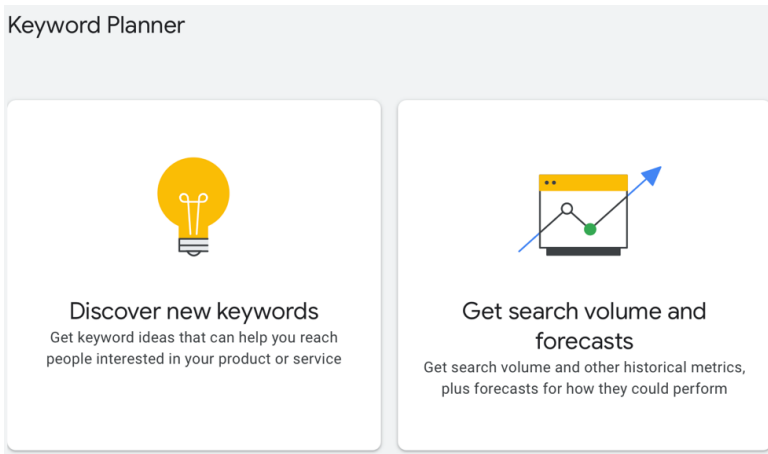 Keyword Planner
Discover new keywords
Get keyword ideas that can help you reach
people interested in your product or service
Get search volume and
forecasts
Get search volume and other historical metrics,
plus forecasts for how they could perform